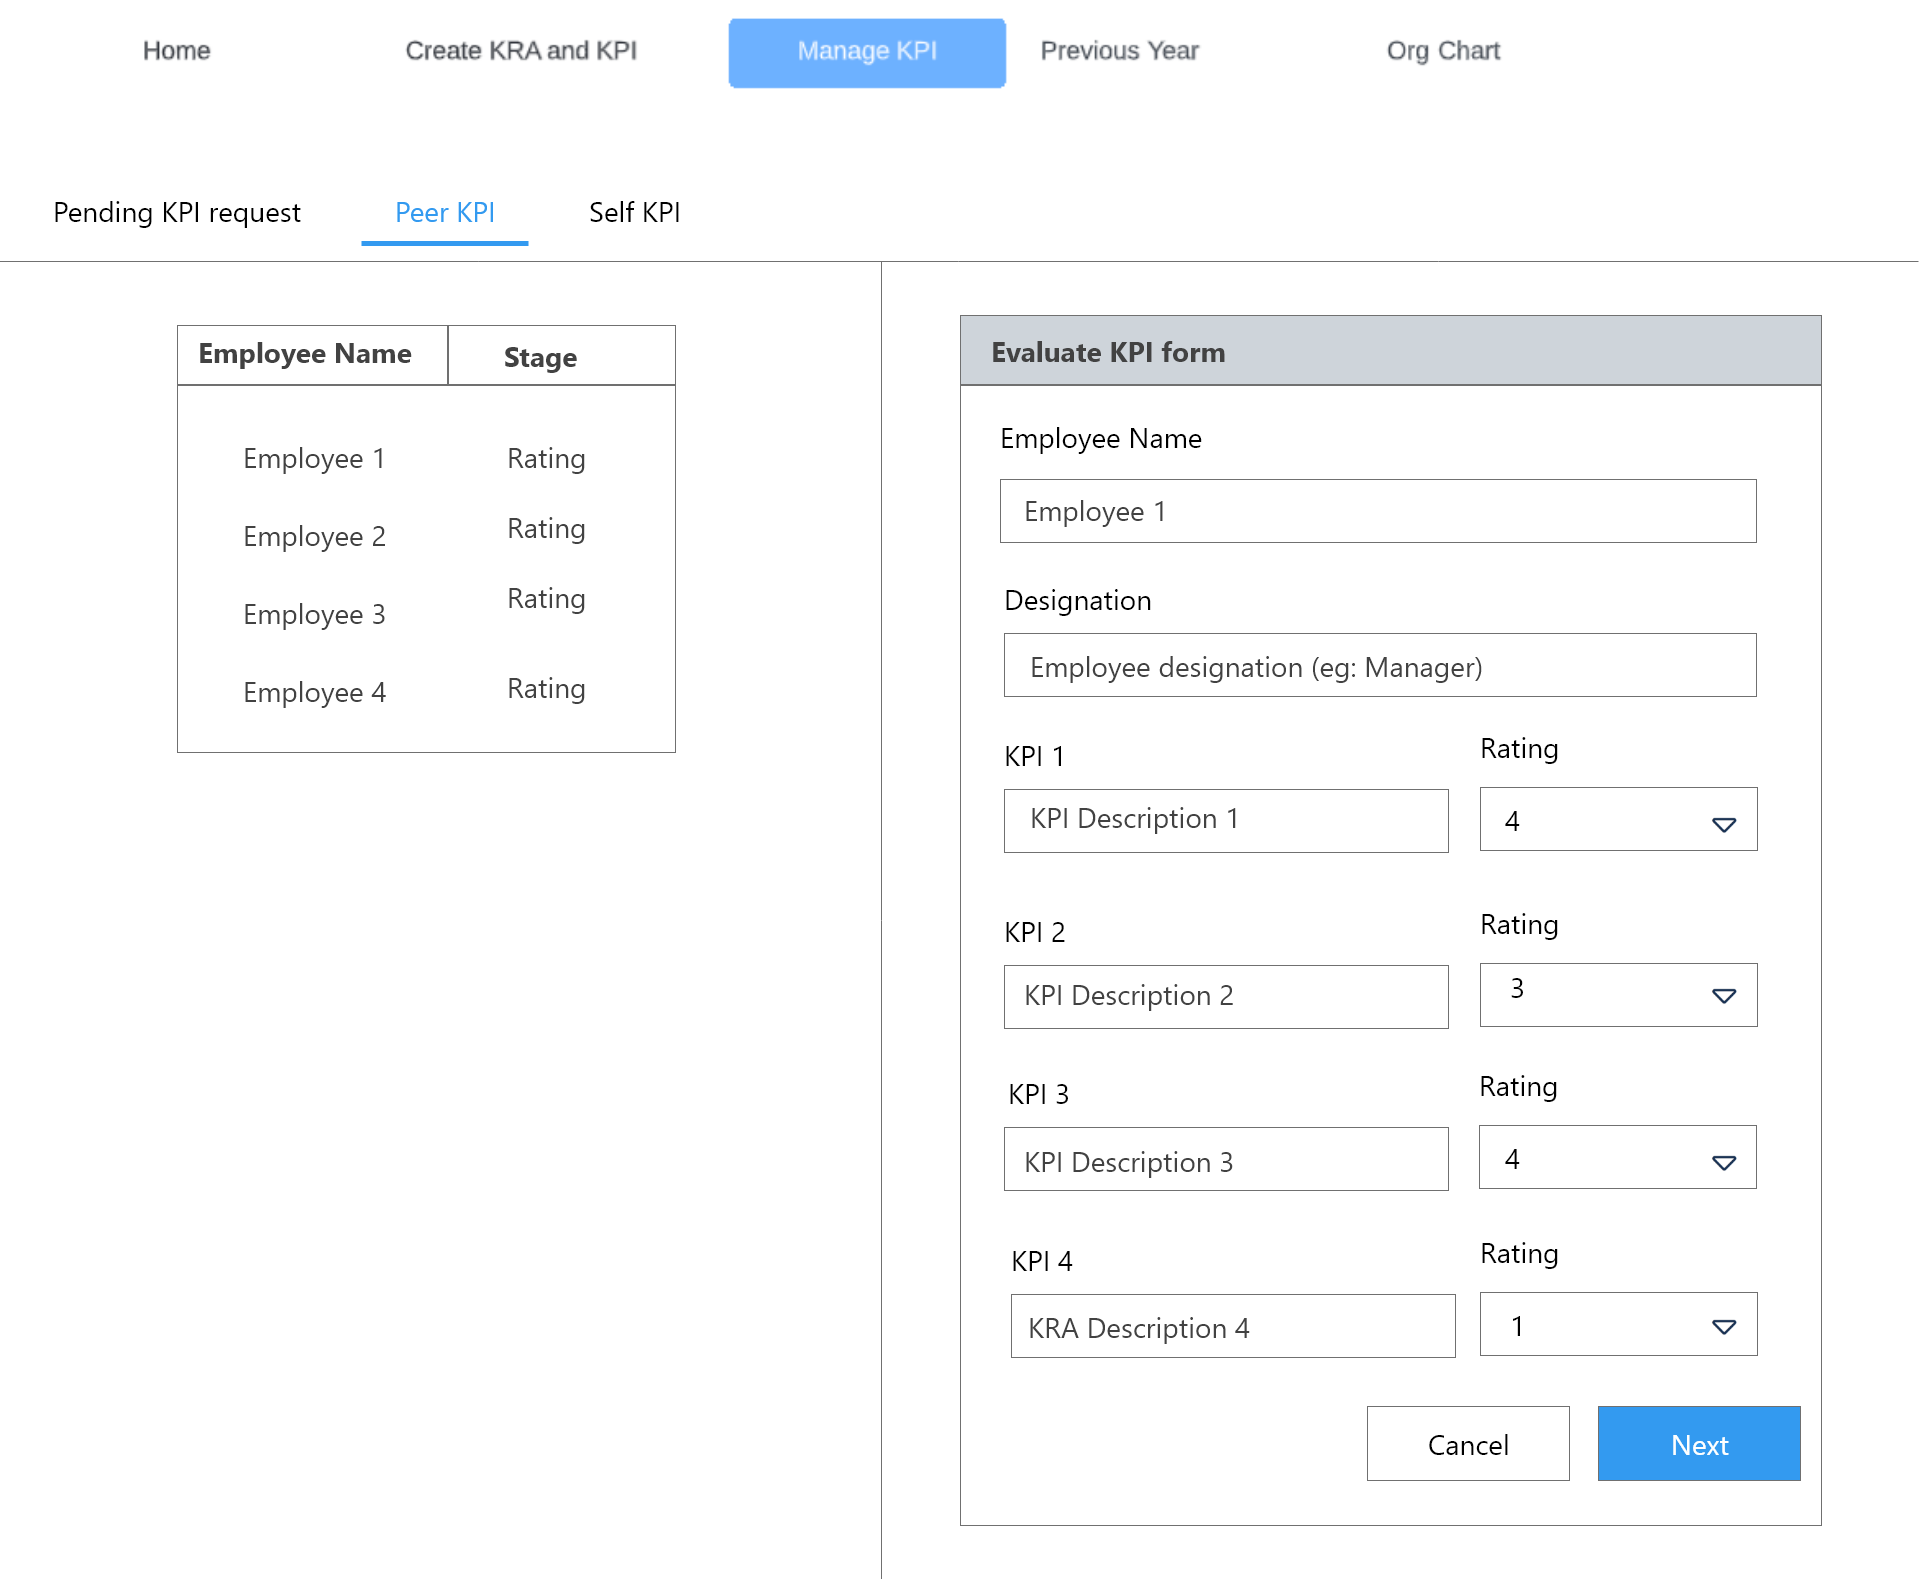 Home Create KRA and KPI Manage KPI Previous Year Org Chart
Pending KPI request Peer KPI Self KPI
Employee Name Stage
Employee 1 Rating
Employee 2 Rating
Employee 3 Rating
Employee 4 Rating
Evaluate KPI form
Employee Name
Employee 1
Designation
Employee designation (eg: Manager)
KPI 1 Rating
KPI Description 1 4
KPI 2 Rating
KPI Description 2 3
KPI 3 Rating
KPI Description 3 4
KPI 4 Rating
KRA Description 4 1
Cancel Next